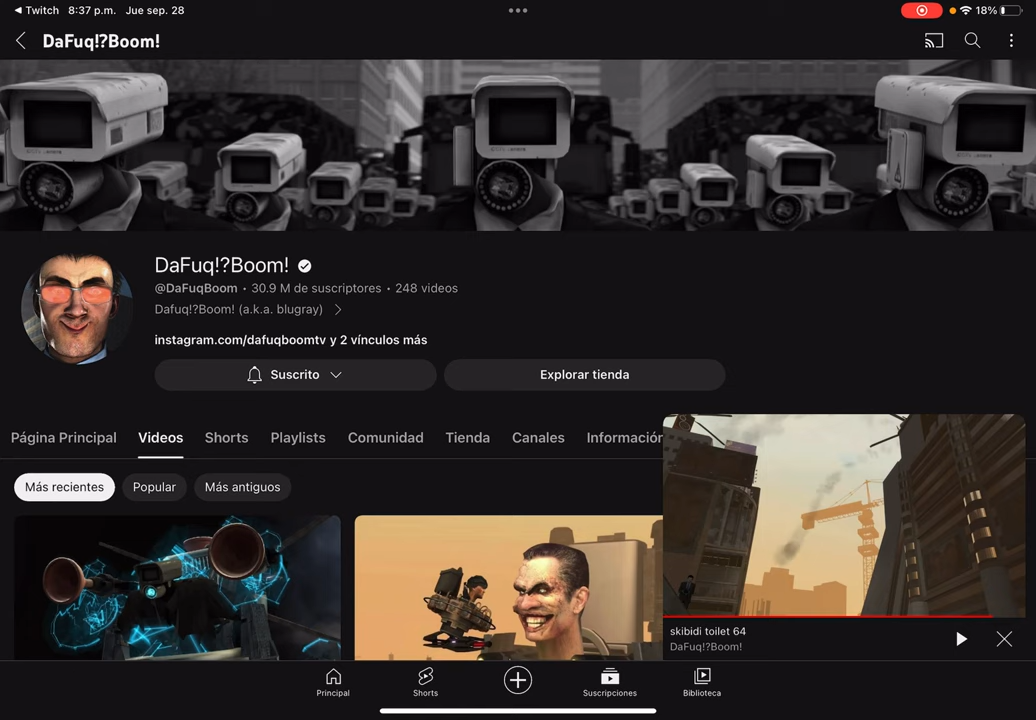 Twitch 8:37 p.m. Jue sep. 28
18%
DaFuq!?Boom!
DaFuq!?Boom!
@DaFuqBoom • 30.9 M de suscriptores • 248 videos
Dafuq!?Boom! (a.k.a. blugray)
instagram.com/dafuqboomtv y 2 vínculos más
Suscrito
Explorar tienda
Página Principal Videos Shorts Playlists Comunidad Tienda Canales Información
Más recientes Popular Más antiguos
skibidi toilet 64
DaFuq!?Boom!
Principal Shorts Suscripciones Biblioteca